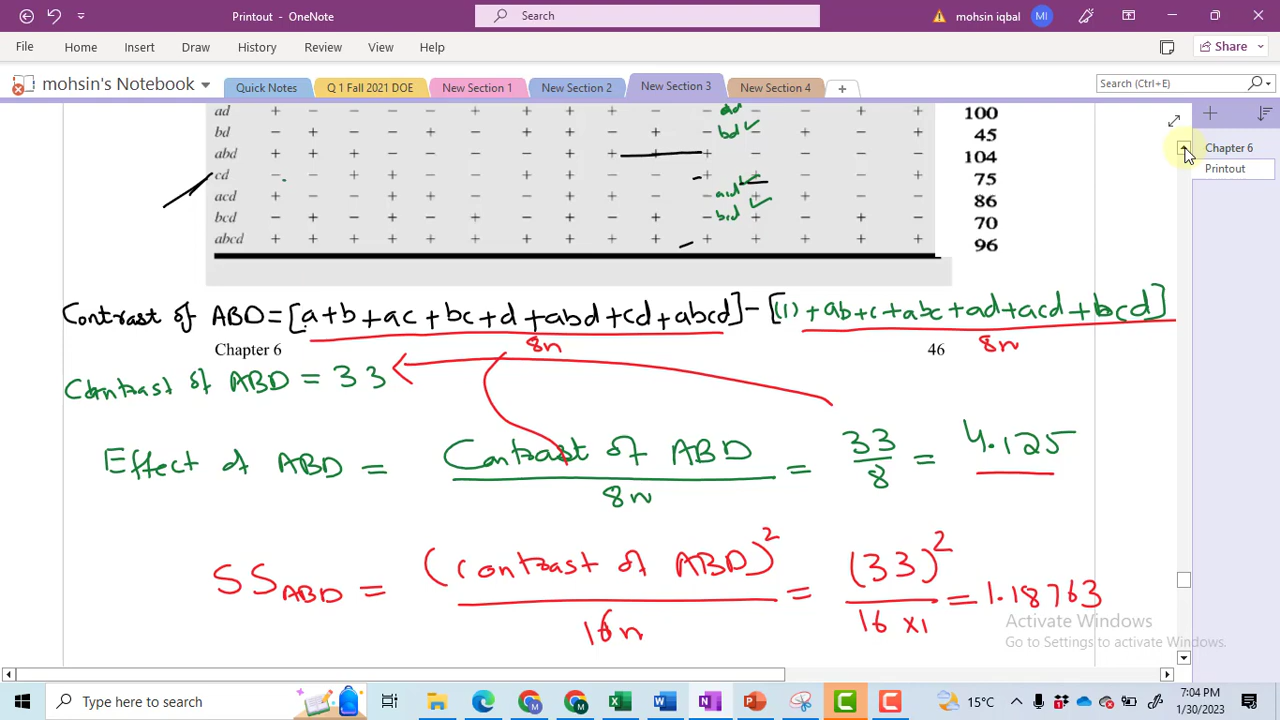 Printout - OneNote
Search
mohsin iqbal
MI
File Home Insert Draw History Review View Help
Share
mohsin's Notebook
Quick Notes
Q 1 Fall 2021 DOE
New Section 1
New Section 2
New Section 3
New Section 4
Search (Ctrl+E)
Chapter 6
Printout
ad + − − + − − + − + + − − + + 100
bd − + − + − + − + − + − + − + 45
abd + + + + − − − + + + + − − − 104
cd
75
acd
86
bcd
70
abcd + + + + + + + + + + + + + + 96
ad
bd ✓
acd ✓
bcd ✓
Contrast of ABD = [a+b+ac+bc+d+abd+cd+abcd] − [(1)+ab+c+abc+ad+acd+bcd]
8n
8n
Chapter 6
46
Contrast of ABD = 33
Effect of ABD = Contrast of ABD / 8n = 33/8 = 4.125
SS_ABD = (contrast of ABD)² / 16n = (33)² / 16 x1 = 1.18763
Activate Windows
Go to Settings to activate Windows.
Type here to search
15°C
7:04 PM
1/30/2023